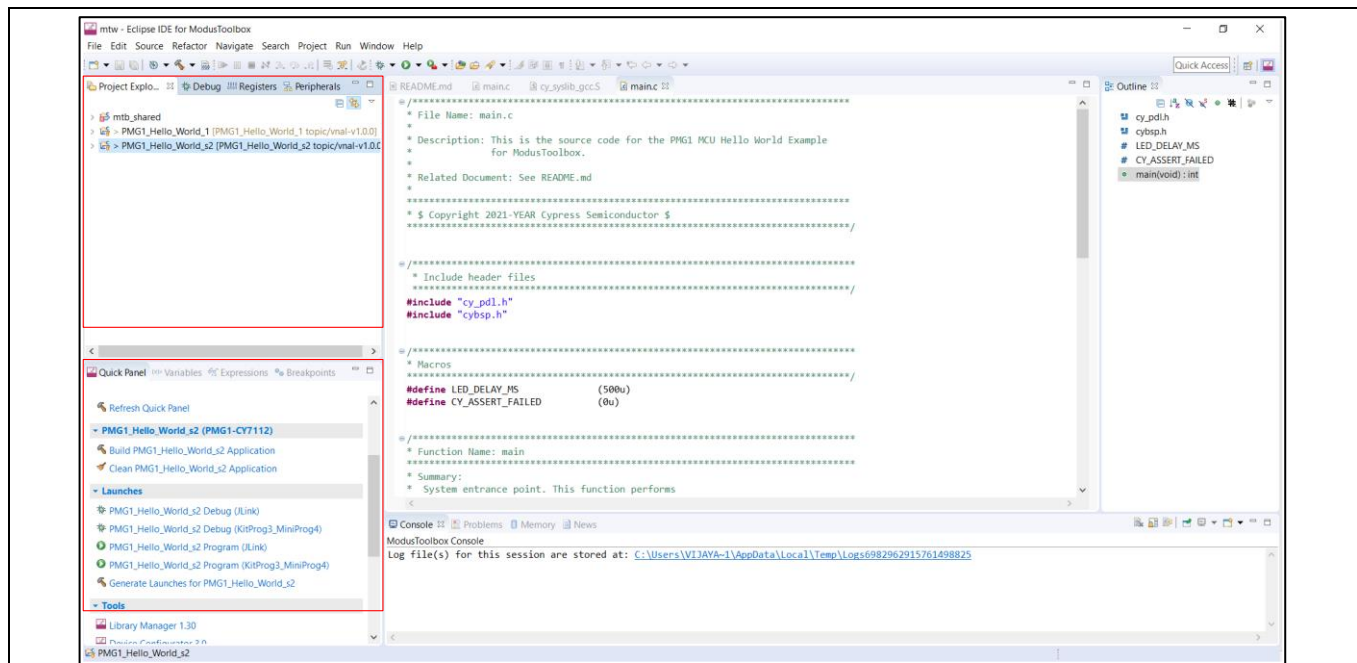 mtw - Eclipse IDE for ModusToolbox
File Edit Source Refactor Navigate Search Project Run Window Help
Quick Access
Project Explo... Debug Registers Peripherals
mtb_shared
> PMG1_Hello_World_1 [PMG1_Hello_World_1 topic/vnal-v1.0.0]
> PMG1_Hello_World_s2 [PMG1_Hello_World_s2 topic/vnal-v1.0.0
README.md main.c cy_syslib_gcc.S main.c
/******************************************************************************
* File Name: main.c
*
* Description: This is the source code for the PMG1 MCU Hello World Example
* for ModusToolbox.
*
* Related Document: See README.md
*
*******************************************************************************
* $ Copyright 2021-YEAR Cypress Semiconductor $
*******************************************************************************/
/*******************************************************************************
* Include header files
******************************************************************************/
#include "cy_pdl.h"
#include "cybsp.h"
/*******************************************************************************
* Macros
*******************************************************************************/
#define LED_DELAY_MS (500u)
#define CY_ASSERT_FAILED (0u)
/*******************************************************************************
* Function Name: main
********************************************************************************
* Summary:
* System entrance point. This function performs
Outline
cy_pdl.h
cybsp.h
# LED_DELAY_MS
# CY_ASSERT_FAILED
main(void) : int
Quick Panel Variables Expressions Breakpoints
Refresh Quick Panel
PMG1_Hello_World_s2 (PMG1-CY7112)
Build PMG1_Hello_World_s2 Application
Clean PMG1_Hello_World_s2 Application
Launches
PMG1_Hello_World_s2 Debug (JLink)
PMG1_Hello_World_s2 Debug (KitProg3_MiniProg4)
PMG1_Hello_World_s2 Program (JLink)
PMG1_Hello_World_s2 Program (KitProg3_MiniProg4)
Generate Launches for PMG1_Hello_World_s2
Tools
Library Manager 1.30
Console Problems Memory News
ModusToolbox Console
Log file(s) for this session are stored at: C:\Users\VIJAYA~1\AppData\Local\Temp\Logs6982962915761498825
PMG1_Hello_World_s2